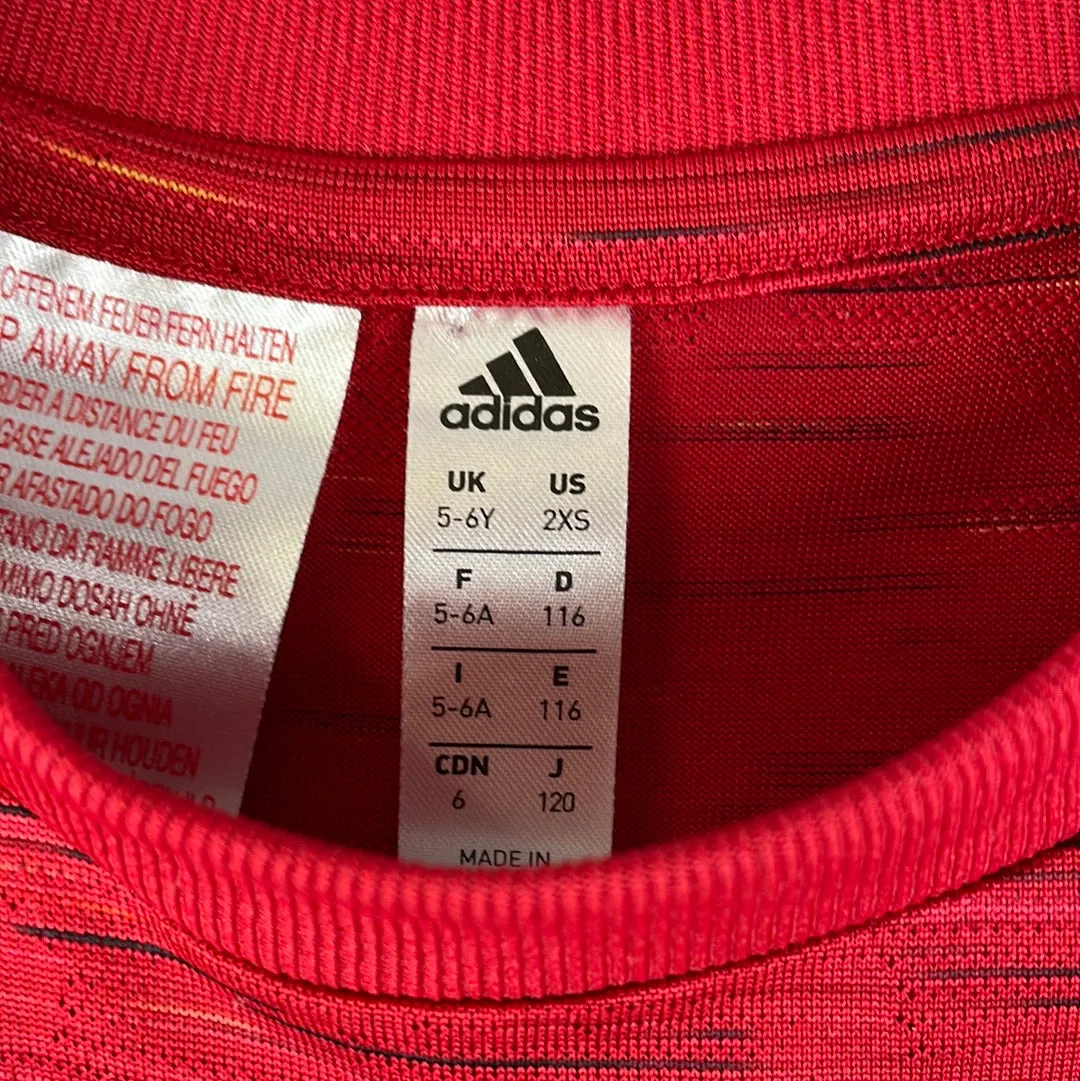 OFFENEM FEUER FERN HALTEN
AWAY FROM FIRE
A DISTANCE DU FEU
ALEJADO DEL FUEGO
AFASTADO DO FOGO
DA FIAMME LIBERE
MIMO DOSAH OHNĚ
PRED OGNJEM
OD OGNIA
HOUDEN
adidas
UK US
5-6Y 2XS
F D
5-6A 116
I E
5-6A 116
CDN J
6 120
MADE IN